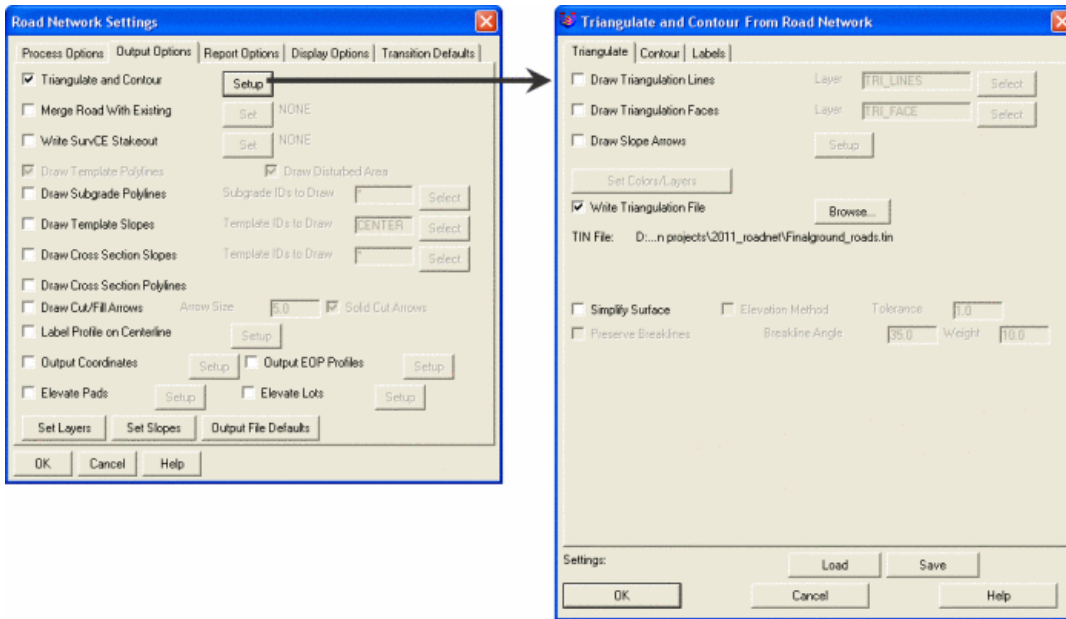 Road Network Settings
Process Options Output Options Report Options Display Options Transition Defaults
Triangulate and Contour Setup
Merge Road With Existing Set NONE
Write SurvCE Stakeout Set NONE
Draw Template Polylines Draw Disturbed Area
Draw Subgrade Polylines Subgrade IDs to Draw * Select
Draw Template Slopes Template IDs to Draw CENTER Select
Draw Cross Section Slopes Template IDs to Draw * Select
Draw Cross Section Polylines
Draw Cut/Fill Arrows Arrow Size 5.0 Solid Cut Arrows
Label Profile on Centerline Setup
Output Coordinates Setup Output EOP Profiles Setup
Elevate Pads Setup Elevate Lots Setup
Set Layers Set Slopes Output File Defaults
OK Cancel Help
Triangulate and Contour From Road Network
Triangulate Contour Labels
Draw Triangulation Lines Layer TRI_LINES Select
Draw Triangulation Faces Layer TRI_FACE Select
Draw Slope Arrows Setup
Set Colors/Layers
Write Triangulation File Browse...
TIN File: D:...n projects\2011_roadnet\Finalground_roads.tin
Simplify Surface Elevation Method Tolerance 1.0
Preserve Breaklines Breakline Angle 35.0 Weight 10.0
Settings: Load Save
OK Cancel Help